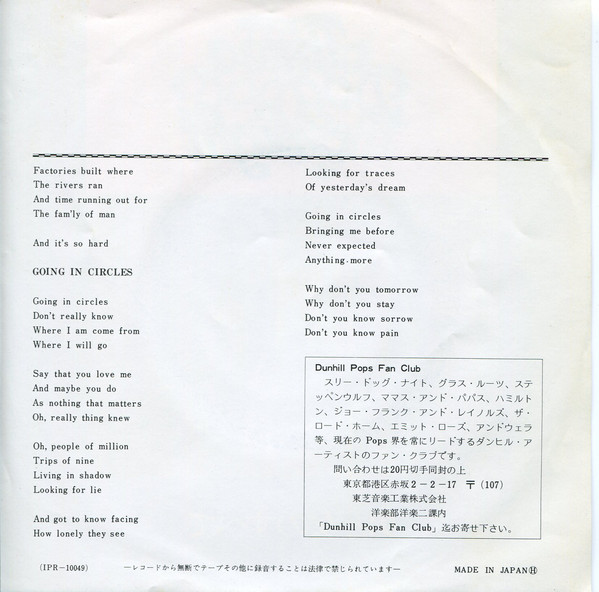 Factories built where
The rivers ran
And time running out for
The fam'ly of man
And it's so hard
GOING IN CIRCLES
Going in circles
Don't really know
Where I am come from
Where I will go
Say that you love me
And maybe you do
As nothing that matters
Oh, really thing knew
Oh, people of million
Trips of nine
Living in shadow
Looking for lie
And got to know facing
How lonely they see
Looking for traces
Of yesterday's dream
Going in circles
Bringing me before
Never expected
Anything more
Why don't you tomorrow
Why don't you stay
Don't you know sorrow
Don't you know pain
Dunhill Pops Fan Club
スリー・ドッグ・ナイト、グラス・ルーツ、ステ
ッペンウルフ、ママス・アンド・パパス、ハミルト
ン、ジョー・フランク・アンド・レイノルズ、ザ・
ロード・ホーム、エミット・ローズ、アンドウェラ
等、現在の Pops 界を常にリードするダンヒル・ア
ーティストのファン・クラブです。
問い合わせは20円切手同封の上
東京都港区赤坂2-2-17 〒(107)
東芝音楽工業株式会社
洋楽部洋楽二課内
「Dunhill Pops Fan Club」迄お寄せ下さい。
(IPR-10049) —レコードから無断でテープその他に録音することは法律で禁じられています— MADE IN JAPAN Ⓗ